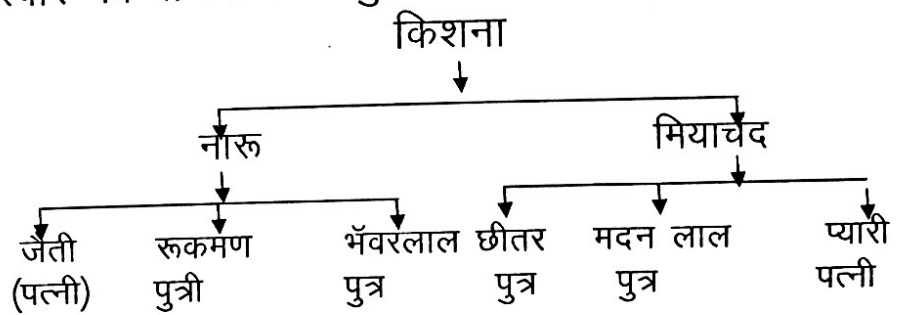 किशना
नारू मियाचंद
जैती रूकमण भॅवरलाल छीतर मदन लाल प्यारी
(पत्नी) पुत्री पुत्र पुत्र पुत्र पत्नी